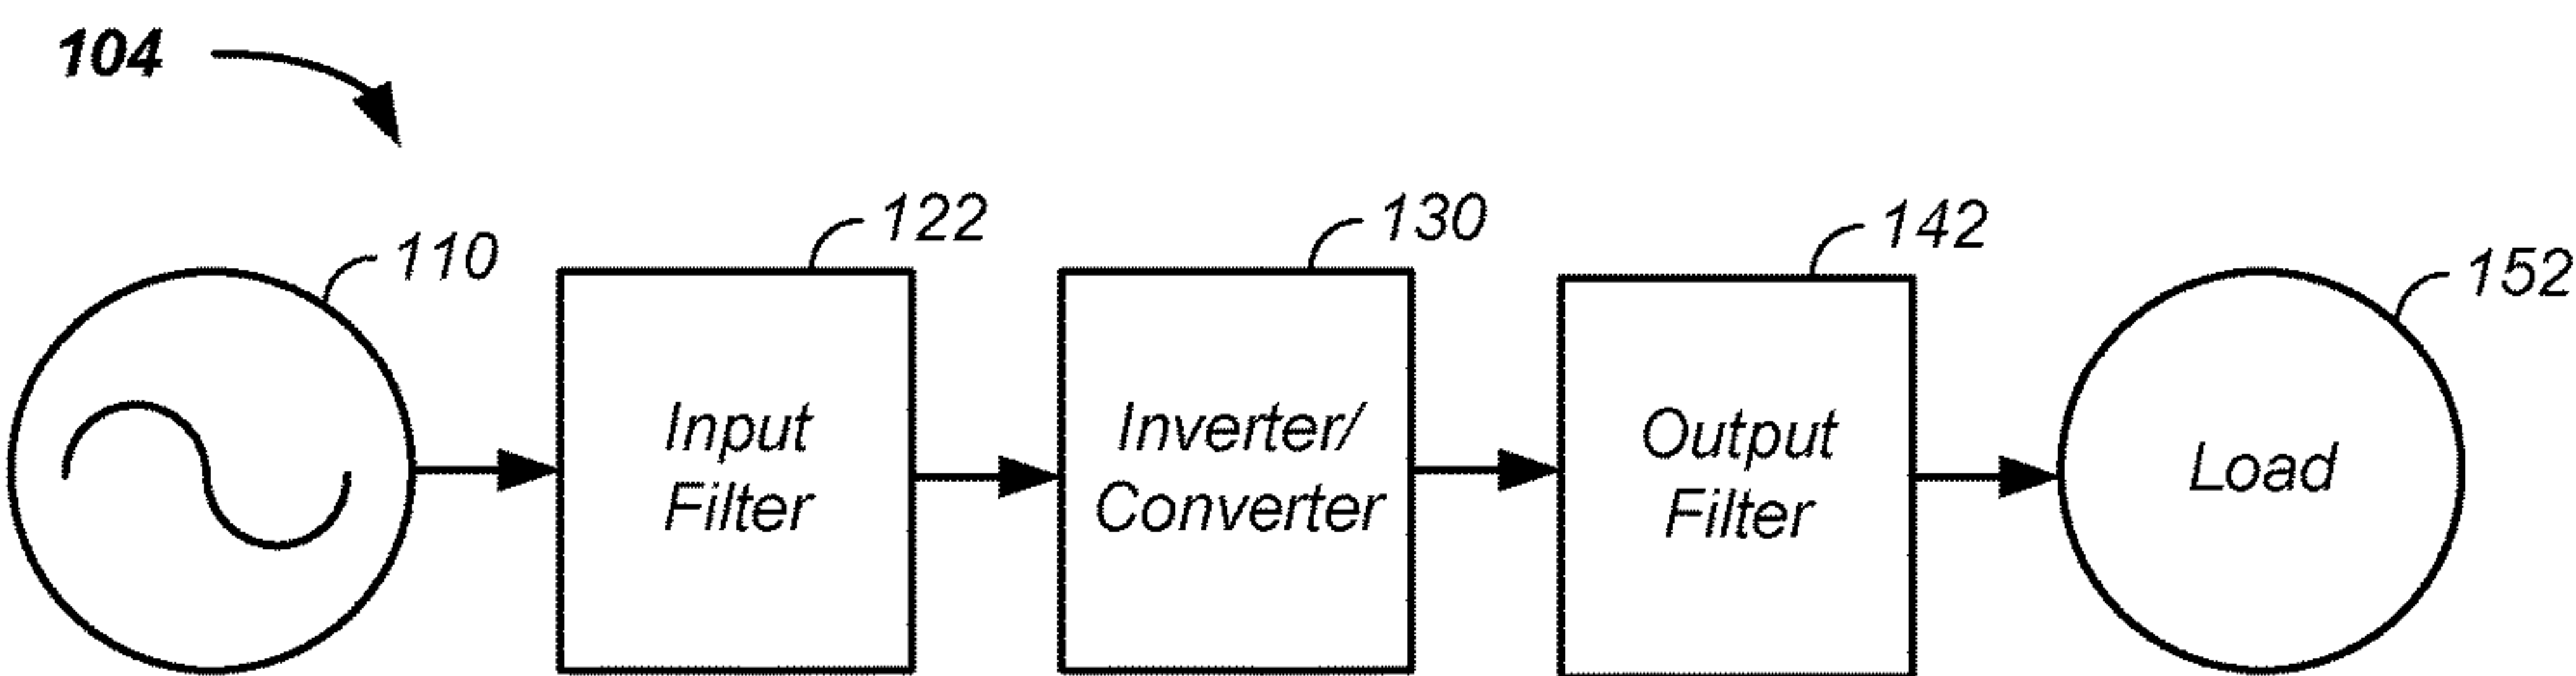 104
110
122
130
142
152
Input
Filter
Inverter/
Converter
Output
Filter
Load